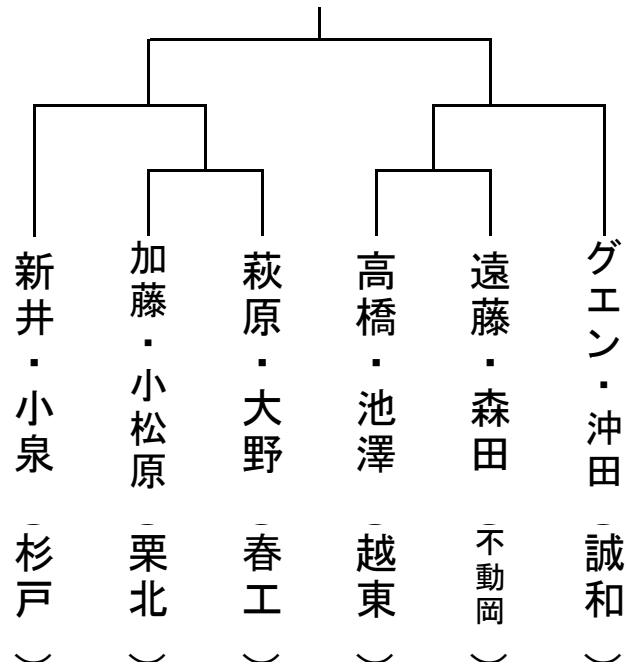 新井・小泉（杉戸）
加藤・小松原（栗北）
萩原・大野（春工）
高橋・池澤（越東）
遠藤・森田（不動岡）
グエン・沖田（誠和）